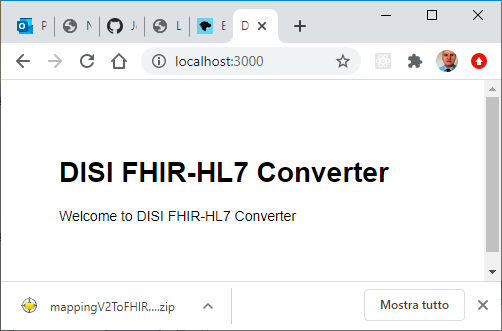 P
N
J
L
E
D
localhost:3000
DISI FHIR-HL7 Converter
Welcome to DISI FHIR-HL7 Converter
mappingV2ToFHIR....zip
Mostra tutto